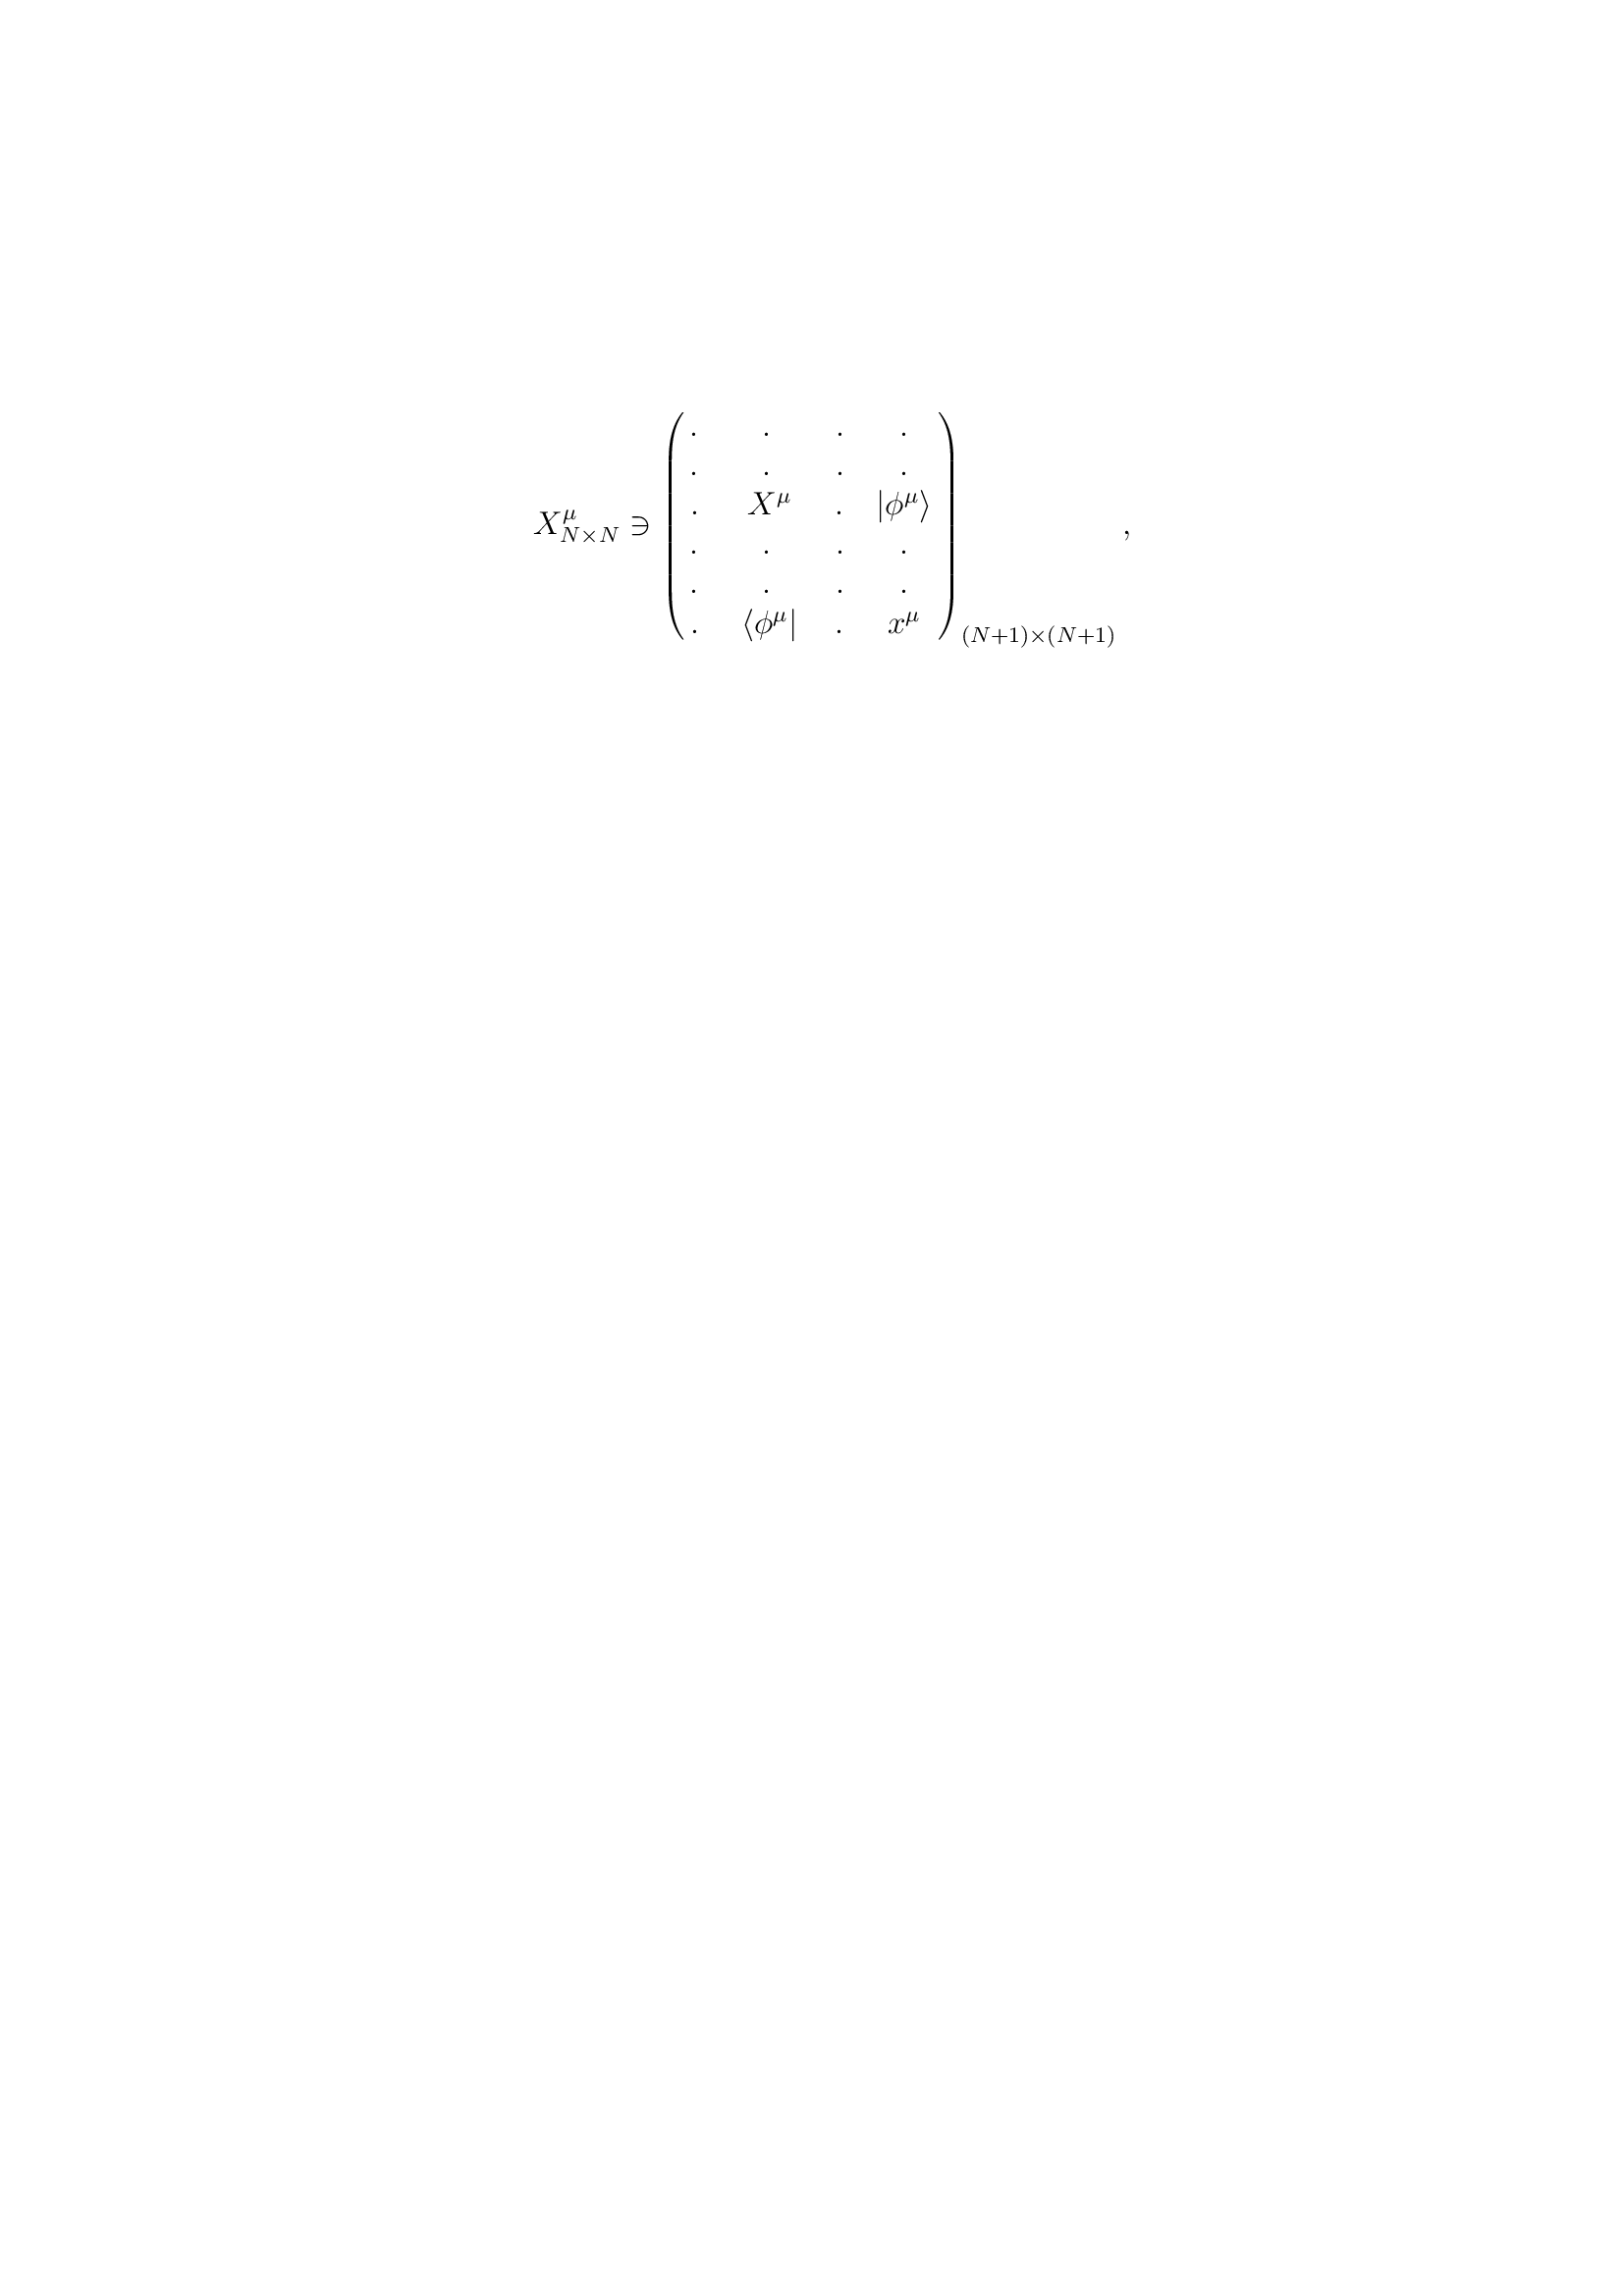 . . . .
. . . .
. X^μ . |ϕ^μ⟩
X^μ_{N×N} ∋
. . . .
. . . .
. ⟨ϕ^μ| . x^μ
_{(N+1)×(N+1)} ,